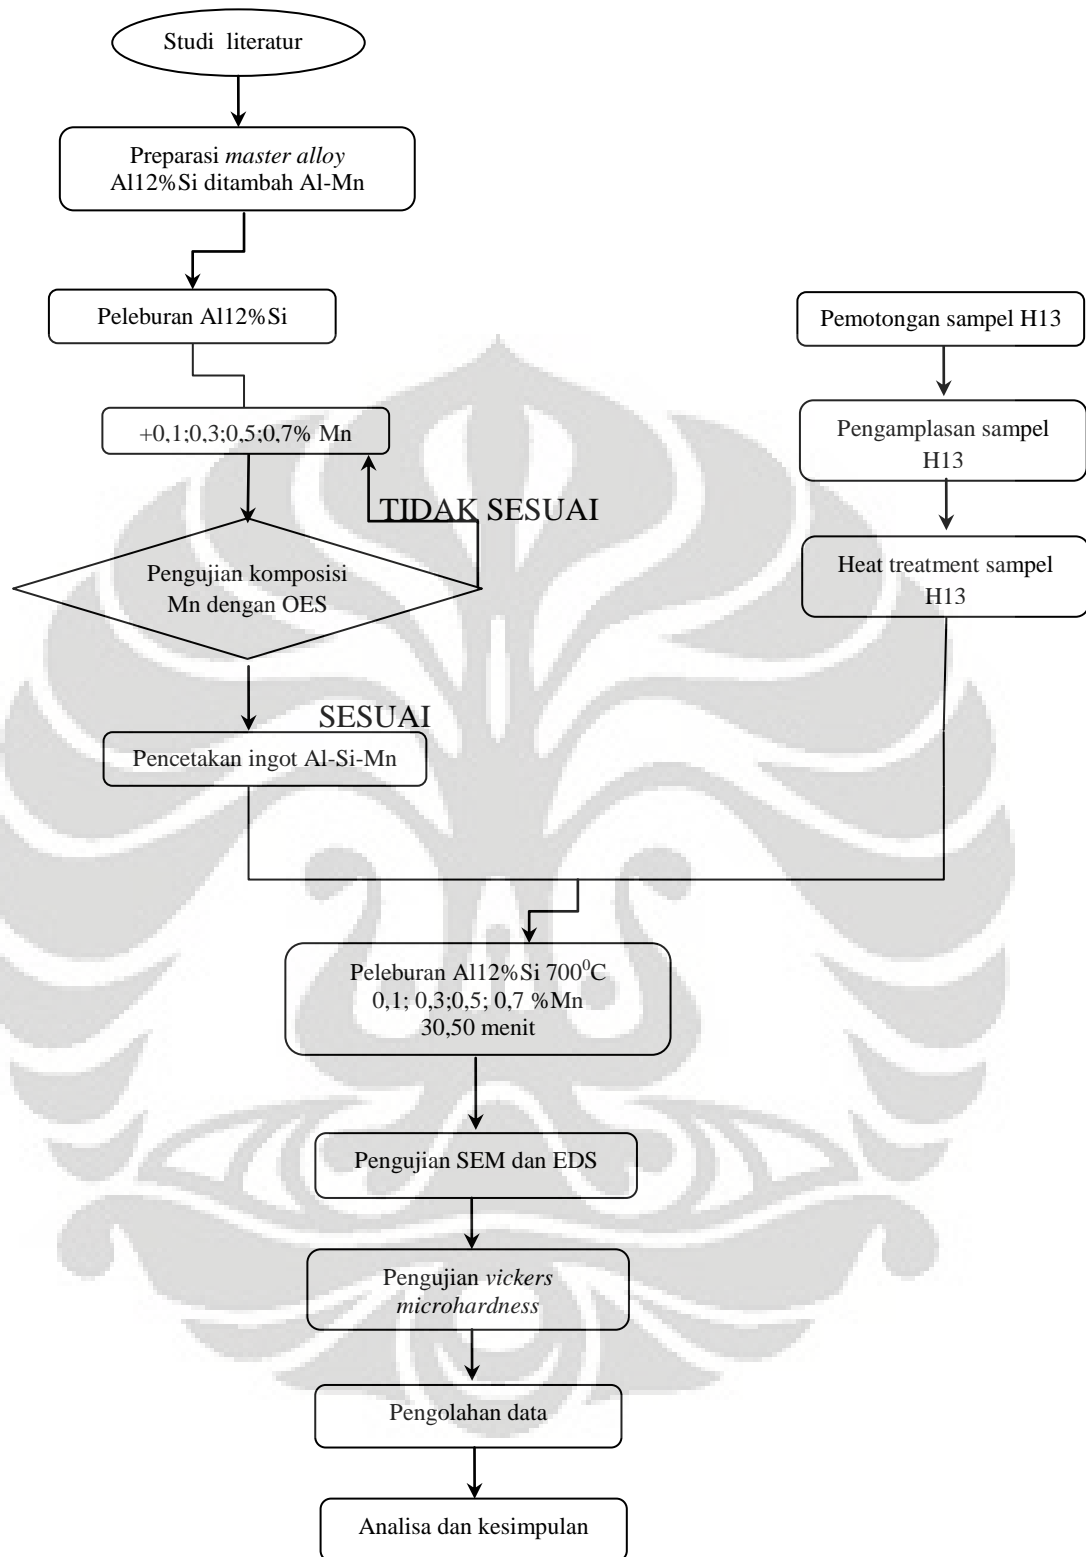 Studi literatur
Preparasi master alloy
Al12%Si ditambah Al-Mn
Peleburan Al12%Si
+0,1;0,3;0,5;0,7% Mn
TIDAK SESUAI
Pengujian komposisi
Mn dengan OES
SESUAI
Pencetakan ingot Al-Si-Mn
Pemotongan sampel H13
Pengamplasan sampel
H13
Heat treatment sampel
H13
Peleburan Al12%Si 700⁰C
0,1; 0,3;0,5; 0,7 %Mn
30,50 menit
Pengujian SEM dan EDS
Pengujian vickers
microhardness
Pengolahan data
Analisa dan kesimpulan